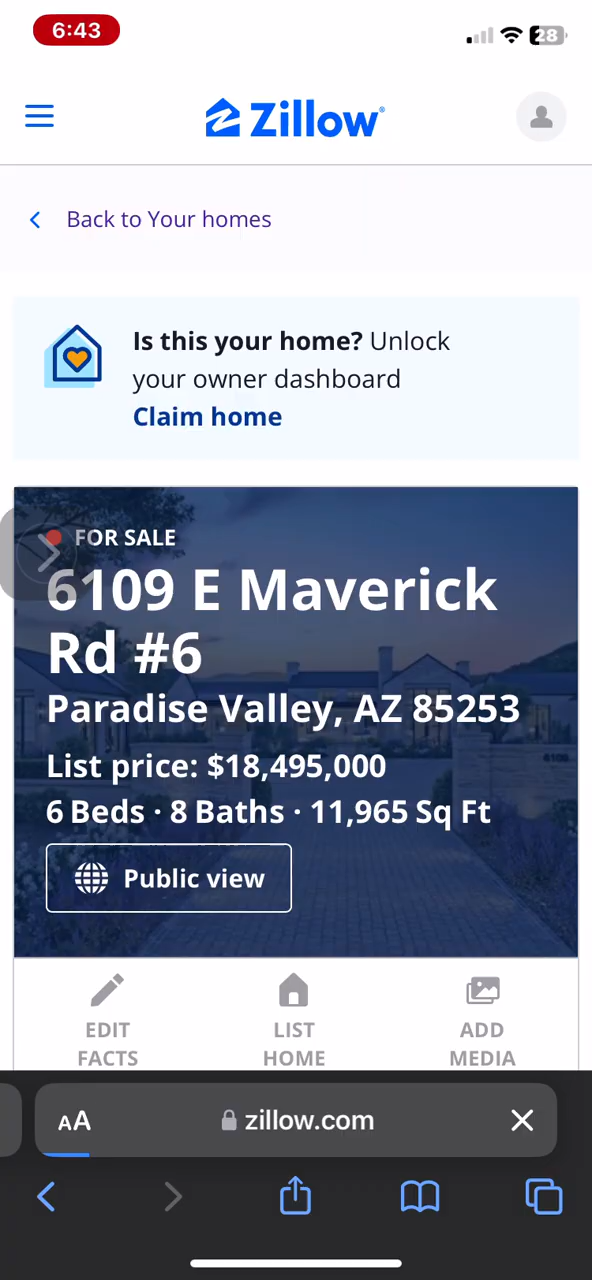 6:43
28
Zillow
Back to Your homes
Is this your home? Unlock
your owner dashboard
Claim home
FOR SALE
6109 E Maverick
Rd #6
Paradise Valley, AZ 85253
List price: $18,495,000
6 Beds · 8 Baths · 11,965 Sq Ft
Public view
EDIT
FACTS
LIST
HOME
ADD
MEDIA
AA
zillow.com